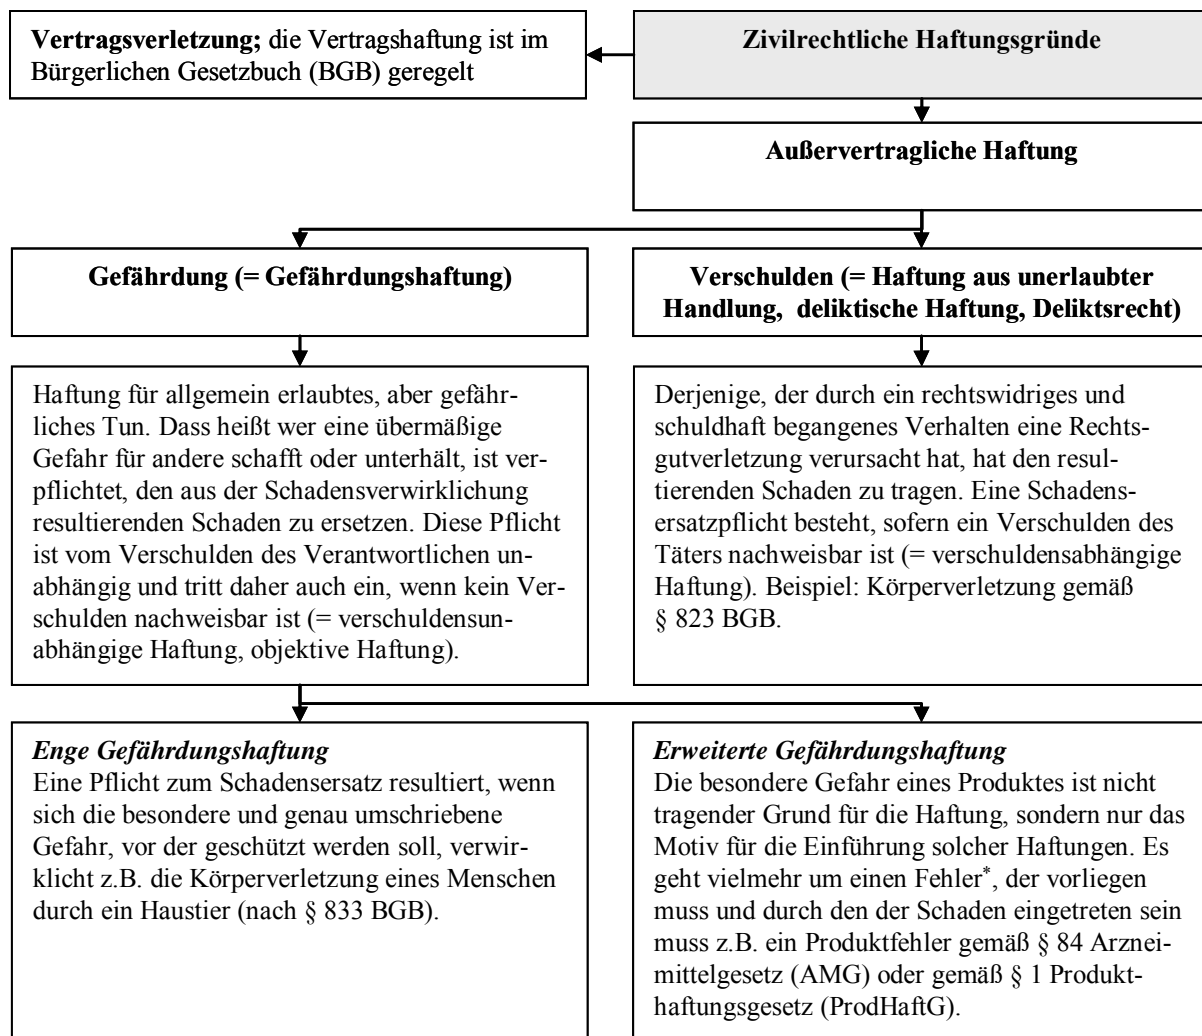 Vertragsverletzung; die Vertragshaftung ist im
Bürgerlichen Gesetzbuch (BGB) geregelt
Zivilrechtliche Haftungsgründe
Außervertragliche Haftung
Gefährdung (= Gefährdungshaftung)
Verschulden (= Haftung aus unerlaubter
Handlung, deliktische Haftung, Deliktsrecht)
Haftung für allgemein erlaubtes, aber gefähr-
liches Tun. Dass heißt wer eine übermäßige
Gefahr für andere schafft oder unterhält, ist ver-
pflichtet, den aus der Schadensverwirklichung
resultierenden Schaden zu ersetzen. Diese Pflicht
ist vom Verschulden des Verantwortlichen un-
abhängig und tritt daher auch ein, wenn kein Ver-
schulden nachweisbar ist (= verschuldensun-
abhängige Haftung, objektive Haftung).
Derjenige, der durch ein rechtswidriges und
schuldhaft begangenes Verhalten eine Rechts-
gutverletzung verursacht hat, hat den resul-
tierenden Schaden zu tragen. Eine Schadens-
ersatzpflicht besteht, sofern ein Verschulden des
Täters nachweisbar ist (= verschuldensabhängige
Haftung). Beispiel: Körperverletzung gemäß
§ 823 BGB.
Enge Gefährdungshaftung
Eine Pflicht zum Schadensersatz resultiert, wenn
sich die besondere und genau umschriebene
Gefahr, vor der geschützt werden soll, verwir-
klicht z.B. die Körperverletzung eines Menschen
durch ein Haustier (nach § 833 BGB).
Erweiterte Gefährdungshaftung
Die besondere Gefahr eines Produktes ist nicht
tragender Grund für die Haftung, sondern nur das
Motiv für die Einführung solcher Haftungen. Es
geht vielmehr um einen Fehler*, der vorliegen
muss und durch den der Schaden eingetreten sein
muss z.B. ein Produktfehler gemäß § 84 Arznei-
mittelgesetz (AMG) oder gemäß § 1 Produkt-
haftungsgesetz (ProdHaftG).